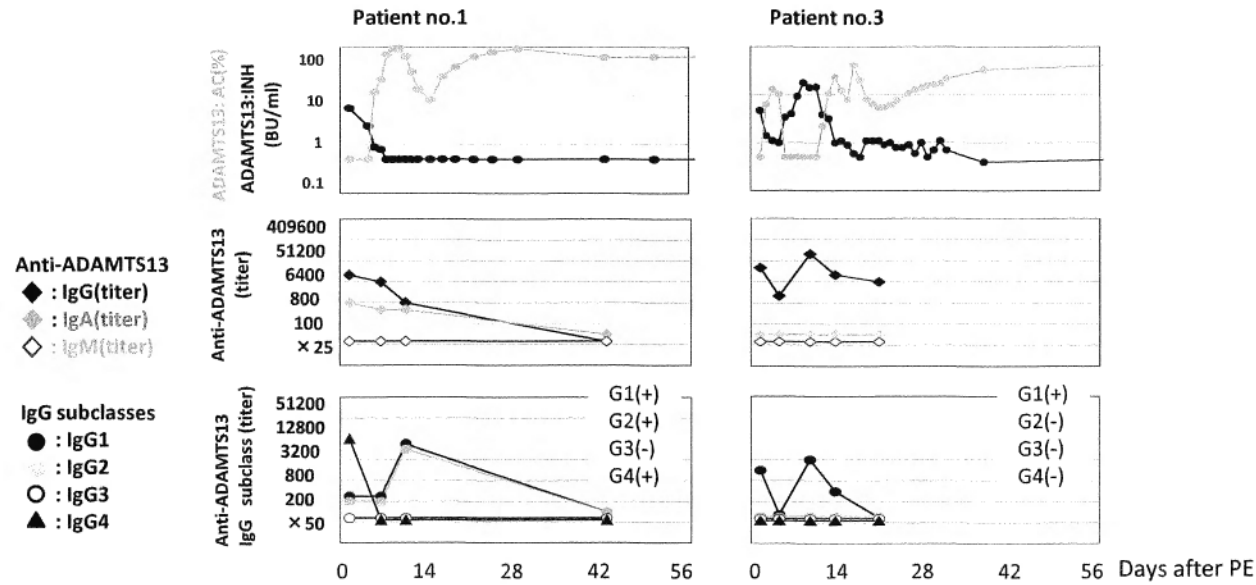 Patient no.1
Patient no.3
ADAMTS13: AC(%)
ADAMTS13:INH
(BU/ml)
100
10
1
0.1
Anti-ADAMTS13
◆ : IgG(titer)
◆ : IgA(titer)
◇ : IgM(titer)
Anti-ADAMTS13
(titer)
409600
51200
6400
800
100
×25
IgG subclasses
● : IgG1
: IgG2
○ : IgG3
▲ : IgG4
Anti-ADAMTS13
IgG subclass (titer)
51200
12800
3200
800
200
×50
G1(+)
G2(+)
G3(-)
G4(+)
G1(+)
G2(-)
G3(-)
G4(-)
0 14 28 42 56
0 14 28 42 56 Days after PE